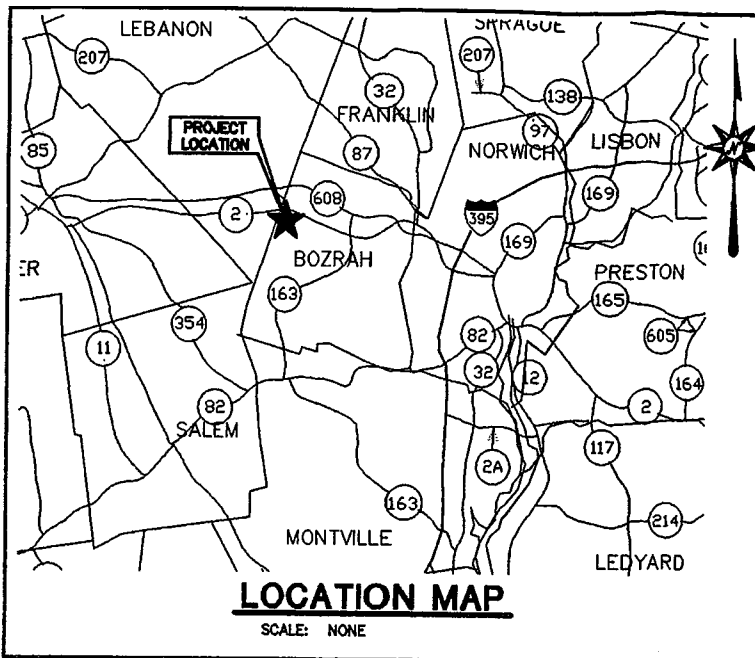 LEBANON
SPRAGUE
207
207
32
138
FRANKLIN
97
PROJECT
LOCATION
LISBON
85
87
NORWICH
N
608
169
2
395
169
BOZRAH
ER
PRESTON
163
165
354
82
605
11
32
12
164
82
2
SALEM
117
2A
163
214
MONTVILLE
LEDYARD
LOCATION MAP
SCALE: NONE